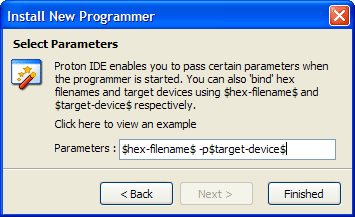 Install New Programmer
Select Parameters
Proton IDE enables you to pass certain parameters when
the programmer is started. You can also 'bind' hex
filenames and target devices using $hex-filename$ and
$target-device$ respectively.
Click here to view an example
Parameters : $hex-filename$ -p$target-device$
< Back Next > Finished